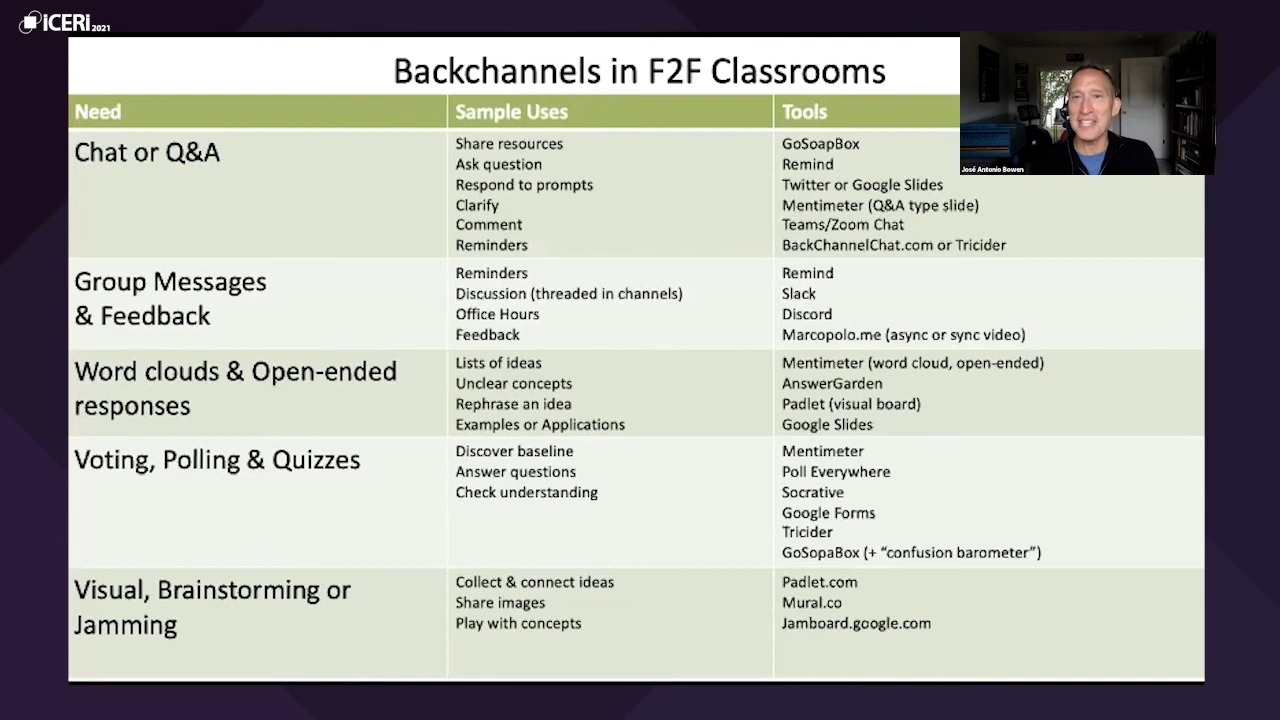 iCERi 2021
Backchannels in F2F Classrooms
Need
Sample Uses
Tools
José Antonio Bowen
Chat or Q&A
Share resources
Ask question
Respond to prompts
Clarify
Comment
Reminders
GoSoapBox
Remind
Twitter or Google Slides
Mentimeter (Q&A type slide)
Teams/Zoom Chat
BackChannelChat.com or Tricider
Group Messages
& Feedback
Reminders
Discussion (threaded in channels)
Office Hours
Feedback
Remind
Slack
Discord
Marcopolo.me (async or sync video)
Word clouds & Open-ended
responses
Lists of ideas
Unclear concepts
Rephrase an idea
Examples or Applications
Mentimeter (word cloud, open-ended)
AnswerGarden
Padlet (visual board)
Google Slides
Voting, Polling & Quizzes
Discover baseline
Answer questions
Check understanding
Mentimeter
Poll Everywhere
Socrative
Google Forms
Tricider
GoSopaBox (+ “confusion barometer”)
Visual, Brainstorming or
Jamming
Collect & connect ideas
Share images
Play with concepts
Padlet.com
Mural.co
Jamboard.google.com